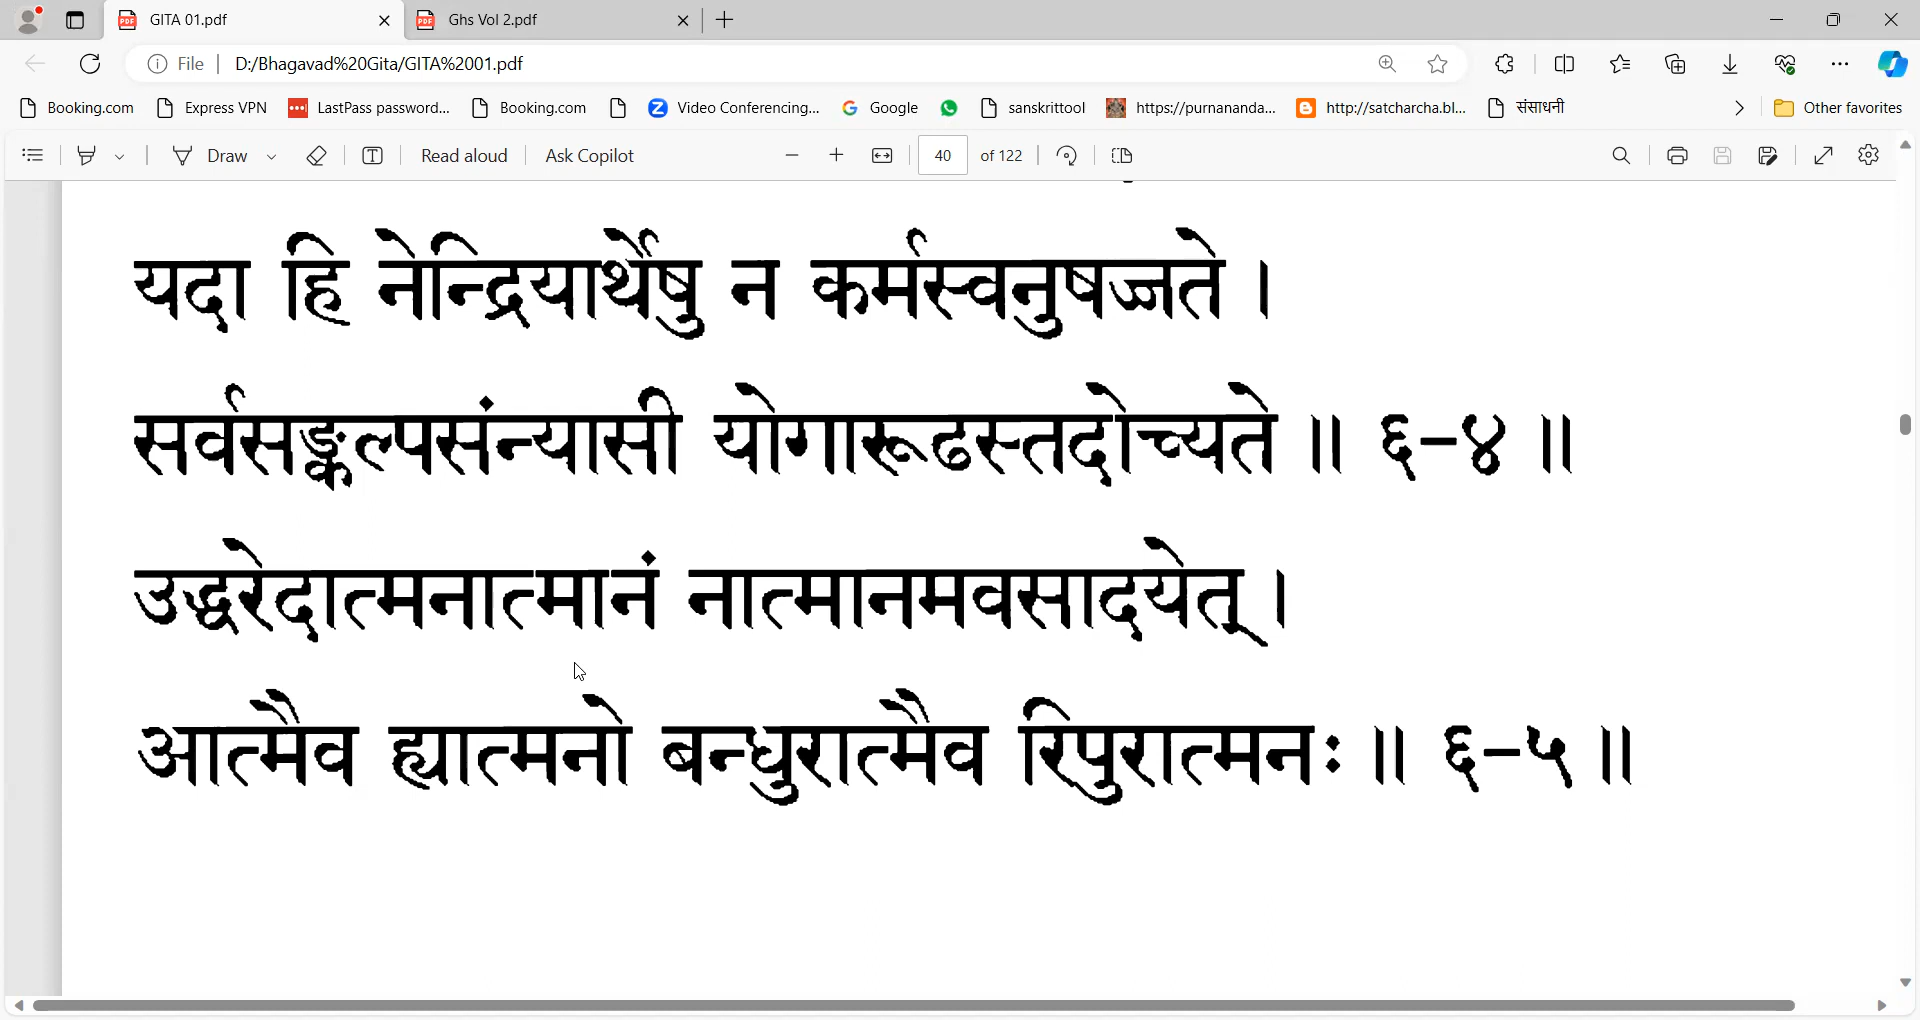 GITA 01.pdf
Ghs Vol 2.pdf
File D:/Bhagavad%20Gita/GITA%2001.pdf
Booking.com Express VPN LastPass password... Booking.com Video Conferencing,... Google sanskrittool https://purnananda... http://satcharcha.bl... संसाधनी Other favorites
Draw Read aloud Ask Copilot 40 of 122
यदा हि नेन्द्रियार्थेषु न कर्मस्वनुषज्जते ।
सर्वसङ्कल्पसंन्यासी योगारूढस्तदोच्यते ॥ ६-४ ॥
उद्धरेदात्मनात्मानं नात्मानमवसादयेत् ।
आत्मैव ह्यात्मनो बन्धुरात्मैव रिपुरात्मनः ॥ ६-५ ॥